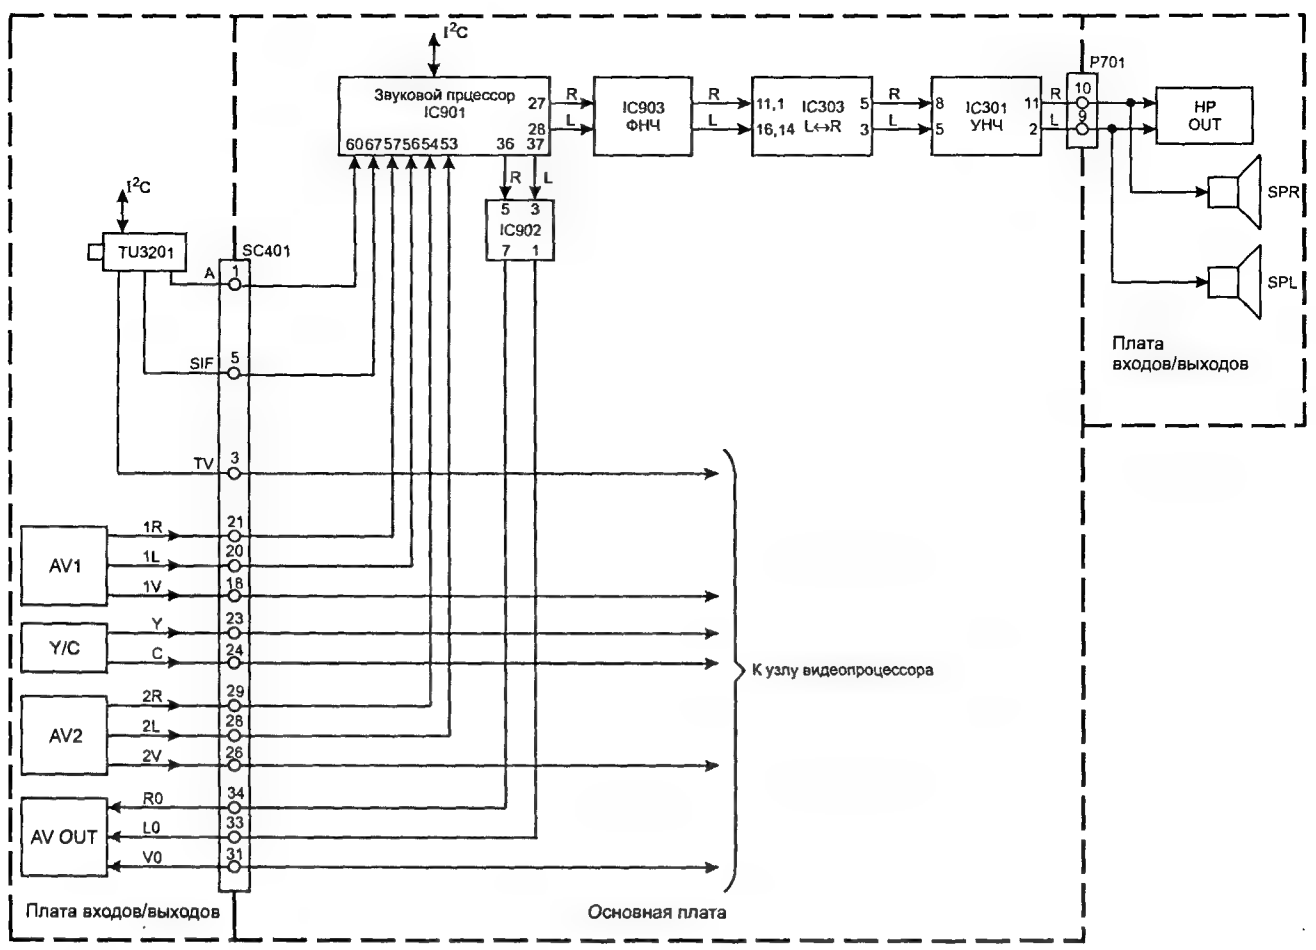 I²C
P701
Звуковой прцессор
IC901
27
28
60 67 57 56 54 53 36 37
R
L
IC903
ФНЧ
R
L
11,1
16,14
IC303
L↔R
5
3
R
L
8
5
IC301
УНЧ
11
2
R
L
10
9
HP
OUT
R L
5 3
IC902
7 1
SPR
SPL
Плата
входов/выходов
I²C
TU3201
SC401
A 1
SIF 5
TV 3
AV1
1R 21
1L 20
1V 18
Y/C
Y 23
C 24
К узлу видеопроцессора
AV2
2R 29
2L 28
2V 26
AV OUT
R0 34
L0 33
V0 31
Плата входов/выходов
Основная плата